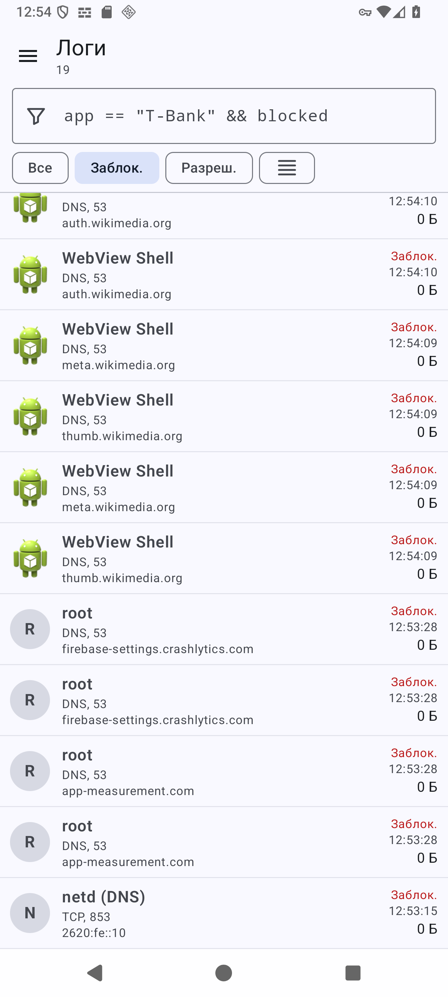 12:54
Логи
19
app == "T-Bank" && blocked
Все
Заблок.
Разреш.
DNS, 53
12:54:10
auth.wikimedia.org
0 Б
WebView Shell
Заблок.
DNS, 53
12:54:10
auth.wikimedia.org
0 Б
WebView Shell
Заблок.
DNS, 53
12:54:09
meta.wikimedia.org
0 Б
WebView Shell
Заблок.
DNS, 53
12:54:09
thumb.wikimedia.org
0 Б
WebView Shell
Заблок.
DNS, 53
12:54:09
meta.wikimedia.org
0 Б
WebView Shell
Заблок.
DNS, 53
12:54:09
thumb.wikimedia.org
0 Б
R
root
Заблок.
DNS, 53
12:53:28
firebase-settings.crashlytics.com
0 Б
R
root
Заблок.
DNS, 53
12:53:28
firebase-settings.crashlytics.com
0 Б
R
root
Заблок.
DNS, 53
12:53:28
app-measurement.com
0 Б
R
root
Заблок.
DNS, 53
12:53:28
app-measurement.com
0 Б
N
netd (DNS)
Заблок.
TCP, 853
12:53:15
2620:fe::10
0 Б